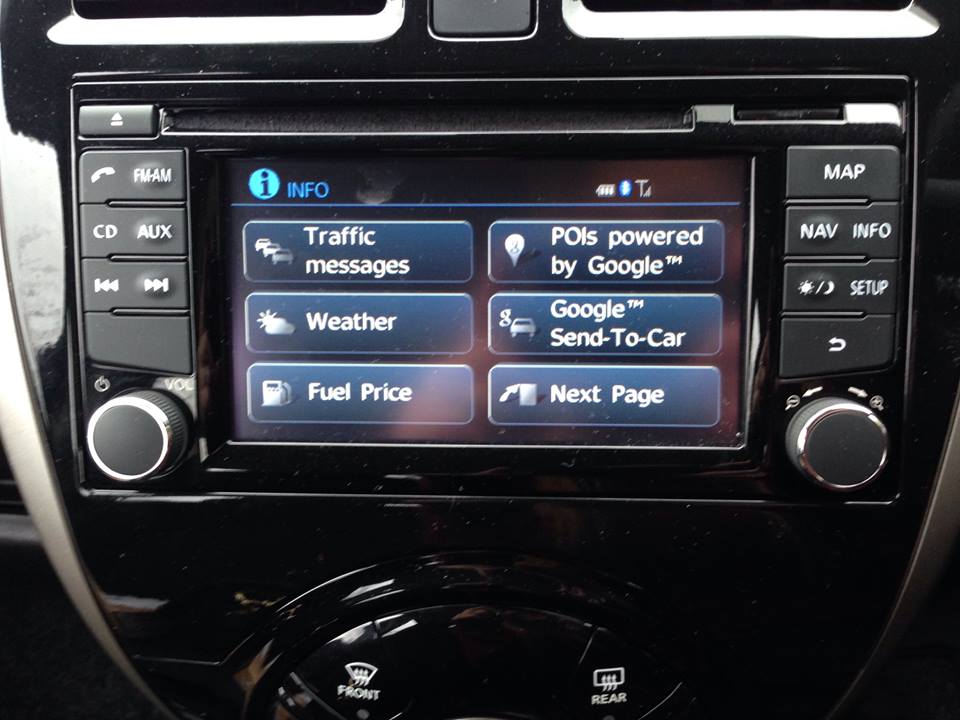 INFO
Traffic
messages
POIs powered
by Google™
Weather
Google™
Send-To-Car
Fuel Price
Next Page
FM·AM
CD AUX
VOL
MAP
NAV INFO
SETUP
FRONT
REAR